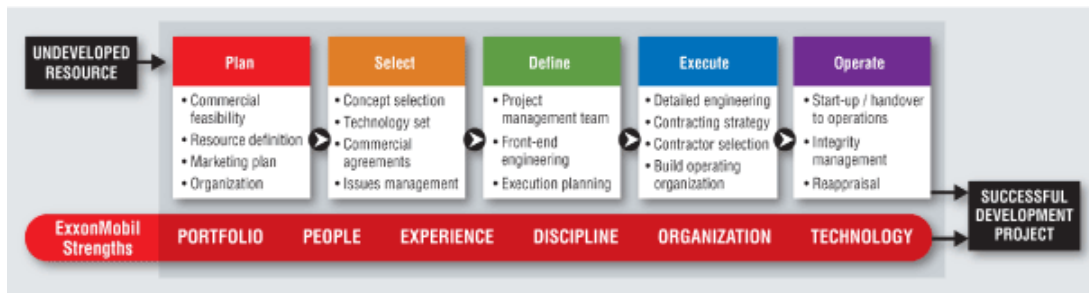 UNDEVELOPED
RESOURCE
Plan
• Commercial
feasibility
• Resource definition
• Marketing plan
• Organization
Select
• Concept selection
• Technology set
• Commercial
agreements
• Issues management
Define
• Project
management team
• Front-end
engineering
• Execution planning
Execute
• Detailed engineering
• Contracting strategy
• Contractor selection
• Build operating
organization
Operate
• Start-up / handover
to operations
• Integrity
management
• Reappraisal
SUCCESSFUL
DEVELOPMENT
PROJECT
ExxonMobil
Strengths
PORTFOLIO PEOPLE EXPERIENCE DISCIPLINE ORGANIZATION TECHNOLOGY